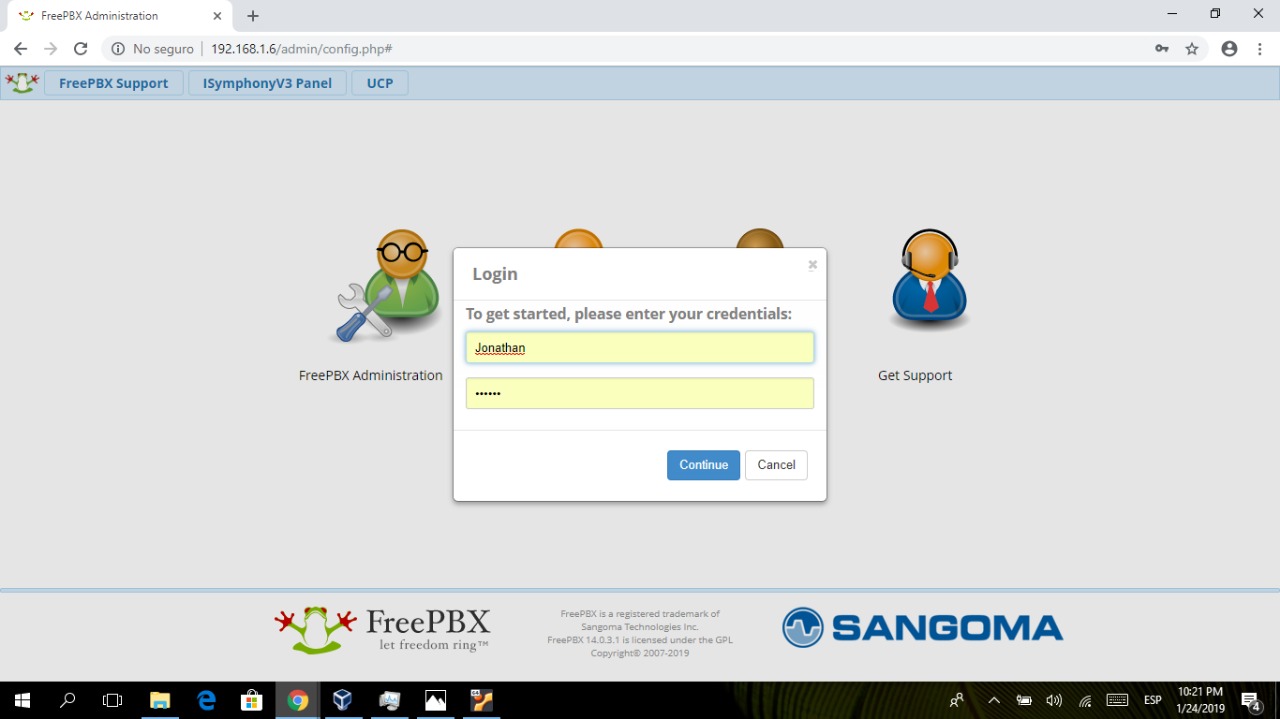 FreePBX Administration
No seguro
192.168.1.6/admin/config.php#
FreePBX Support
ISymphonyV3 Panel
UCP
Login
To get started, please enter your credentials:
Jonathan
••••••
Continue
Cancel
FreePBX Administration
Get Support
FreePBX
let freedom ring™
FreePBX is a registered trademark of
Sangoma Technologies Inc.
FreePBX 14.0.3.1 is licensed under the GPL
Copyright© 2007-2019
SANGOMA
ESP
10:21 PM
1/24/2019
4